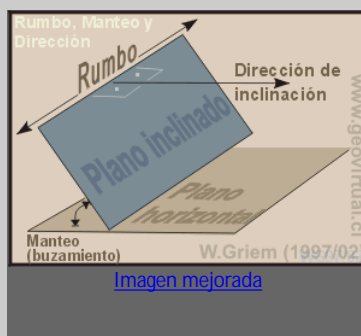 Rumbo, Manteo y
Dirección
Rumbo
Dirección de
inclinación
Plano inclinado
Plano
horizontal
Manteo
(buzamiento)
W.Griem (1997/02)
www.geovirtual.cl
Imagen mejorada